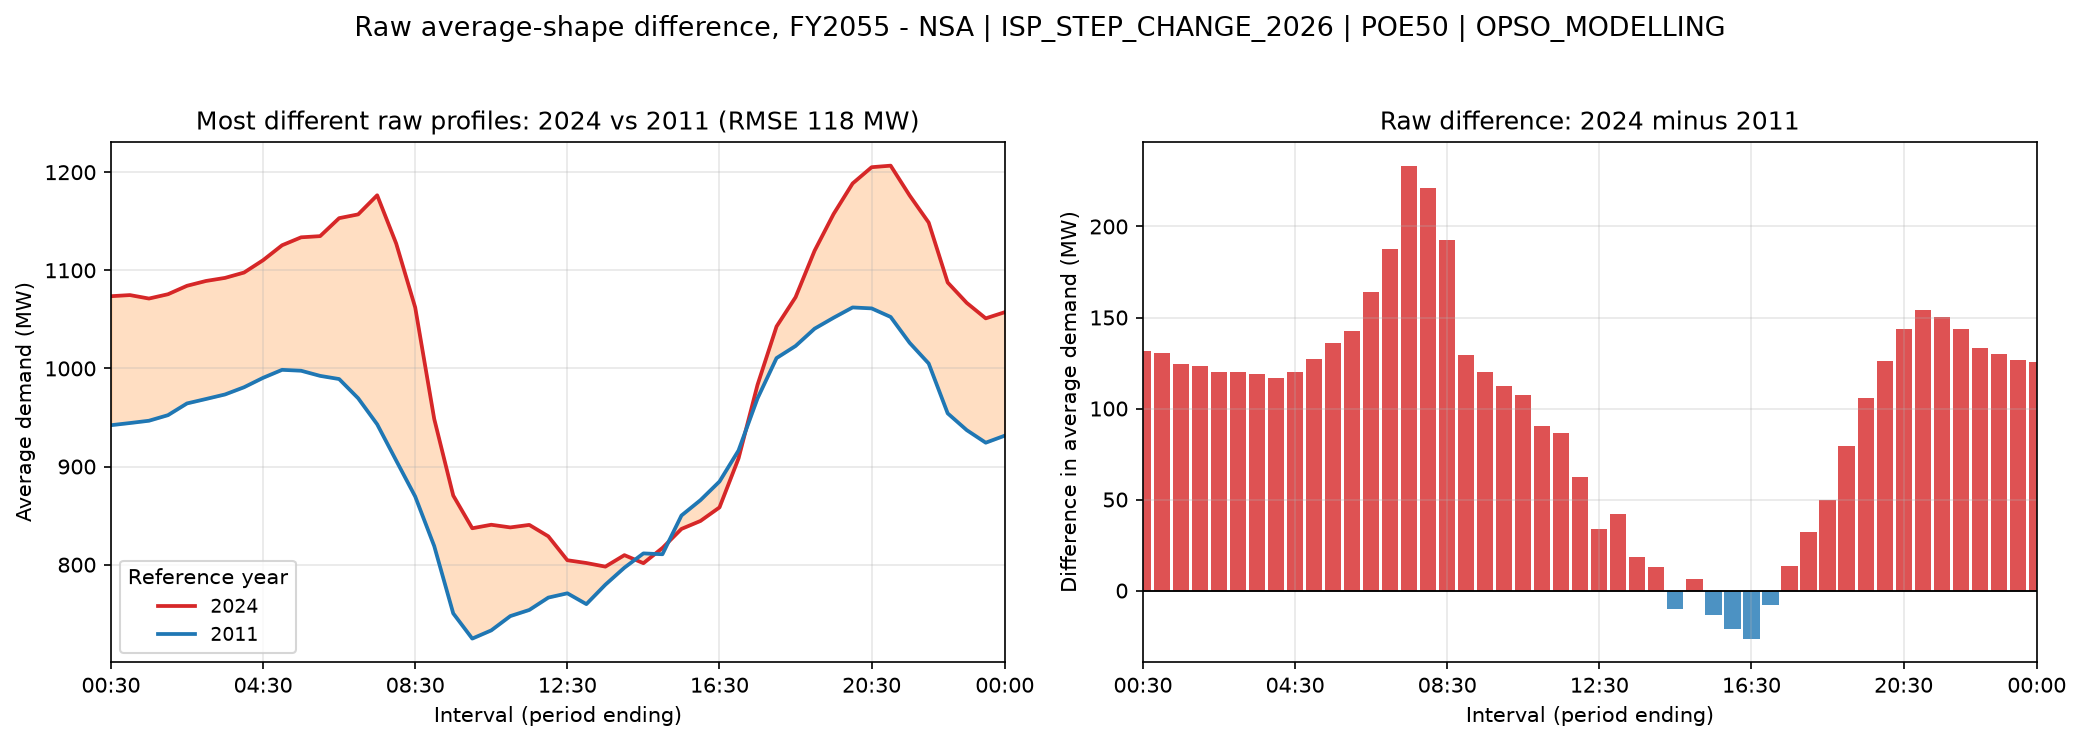 Raw average-shape difference, FY2055 - NSA | ISP_STEP_CHANGE_2026 | POE50 | OPSO_MODELLING
Most different raw profiles: 2024 vs 2011 (RMSE 118 MW)
Average demand (MW)
1200
1100
1000
900
800
Reference year
2024
2011
00:30 04:30 08:30 12:30 16:30 20:30 00:00
Interval (period ending)
Raw difference: 2024 minus 2011
Difference in average demand (MW)
200
150
100
50
0
00:30 04:30 08:30 12:30 16:30 20:30 00:00
Interval (period ending)